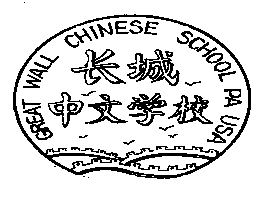 GREAT WALL CHINESE SCHOOL PA USA
长城
中文学校